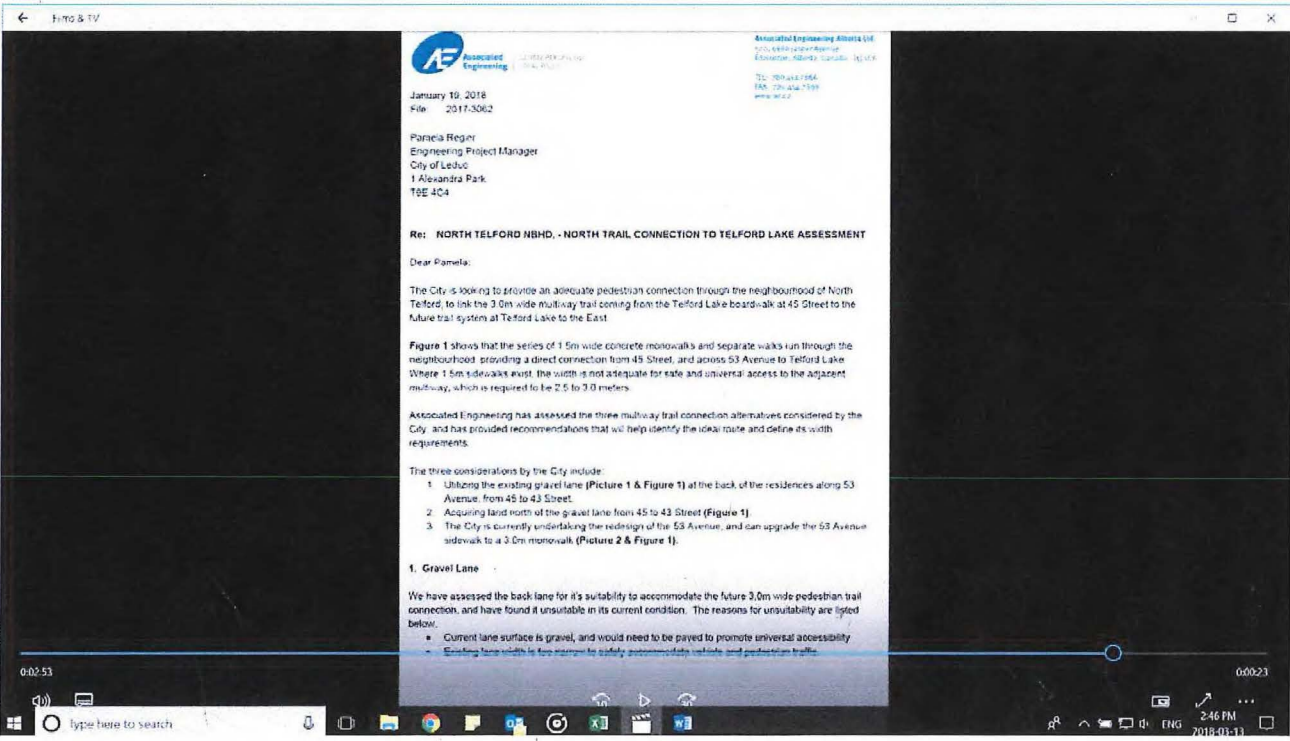 Films & TV
Associated Engineering
Associated Engineering Alberta Ltd.
January 19, 2018
File: 2017-3062
Pamela Regier
Engineering Project Manager
City of Leduc
1 Alexandra Park
T9E 4C4
Re: NORTH TELFORD NBHD, - NORTH TRAIL CONNECTION TO TELFORD LAKE ASSESSMENT
Dear Pamela:
The City is looking to provide an adequate pedestrian connection through the neighbourhood of North
Telford, to link the 3.0m wide multiway trail coming from the Telford Lake boardwalk at 45 Street to the
future trail system at Telford Lake to the East.
Figure 1 shows that the series of 1.5m wide concrete monowalks and separate walks run through the
neighbourhood, providing a direct connection from 45 Street, and across 53 Avenue to Telford Lake.
Where 1.5m sidewalks exist, the width is not adequate for safe and universal access to the adjacent
multiway, which is required to be 2.5 to 3.0 meters.
Associated Engineering has assessed the three multiway trail connection alternatives considered by the
City, and has provided recommendations that will help identify the ideal route and define its width
requirements.
The three considerations by the City include:
1. Utilizing the existing gravel lane (Picture 1 & Figure 1) at the back of the residences along 53
Avenue, from 45 to 43 Street.
2. Acquiring land north of the gravel lane from 45 to 43 Street (Figure 1).
3. The City is currently undertaking the redesign of the 53 Avenue, and can upgrade the 53 Avenue
sidewalk to a 3.0m monowalk (Picture 2 & Figure 1).
1. Gravel Lane
We have assessed the back lane for it's suitability to accommodate the future 3.0m wide pedestrian trail
connection, and have found it unsuitable in its current condition. The reasons for unsuitability are listed
below.
• Current lane surface is gravel, and would need to be paved to promote universal accessibility
• Existing lane width is too narrow to safely accommodate vehicle and pedestrian traffic
0:02:53
0:00:23
10
30
Type here to search
ENG
2:46 PM
2018-03-13